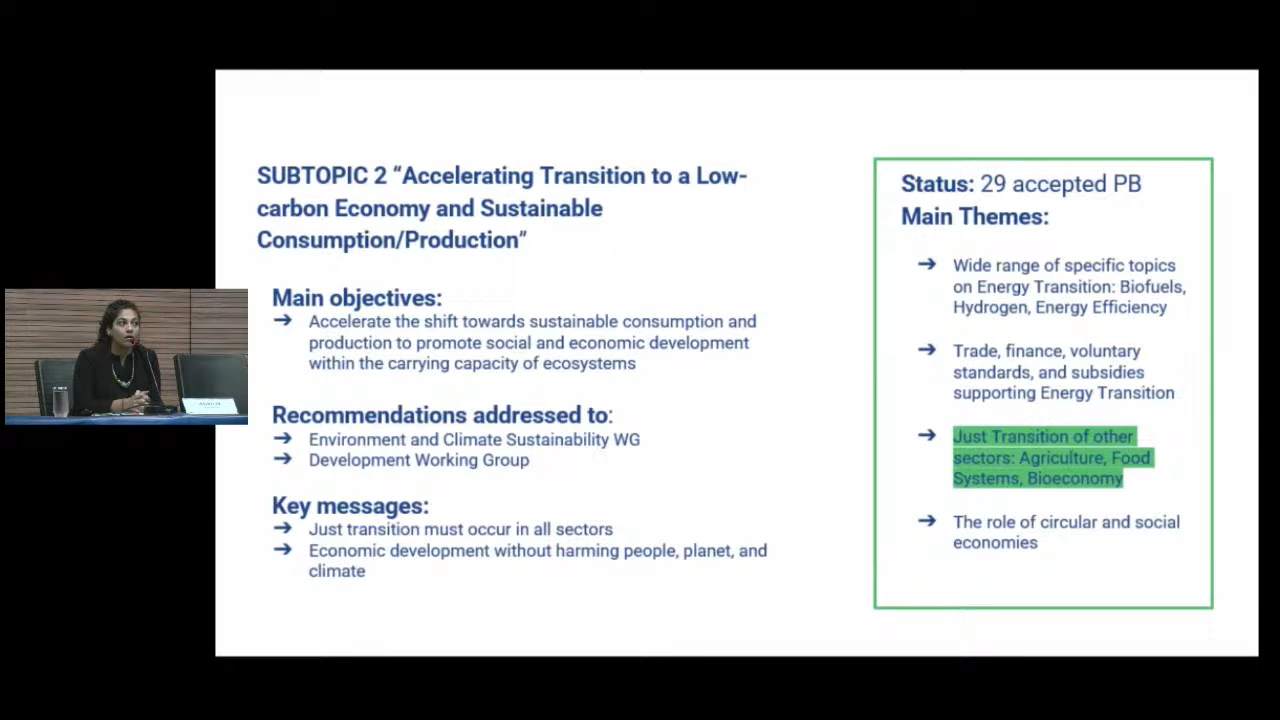 SUBTOPIC 2 “Accelerating Transition to a Low-
carbon Economy and Sustainable
Consumption/Production”
Main objectives:
➔ Accelerate the shift towards sustainable consumption and
production to promote social and economic development
within the carrying capacity of ecosystems
Recommendations addressed to:
➔ Environment and Climate Sustainability WG
➔ Development Working Group
Key messages:
➔ Just transition must occur in all sectors
➔ Economic development without harming people, planet, and
climate
Status: 29 accepted PB
Main Themes:
➔ Wide range of specific topics
on Energy Transition: Biofuels,
Hydrogen, Energy Efficiency
➔ Trade, finance, voluntary
standards, and subsidies
supporting Energy Transition
➔ Just Transition of other
sectors: Agriculture, Food
Systems, Bioeconomy
➔ The role of circular and social
economies